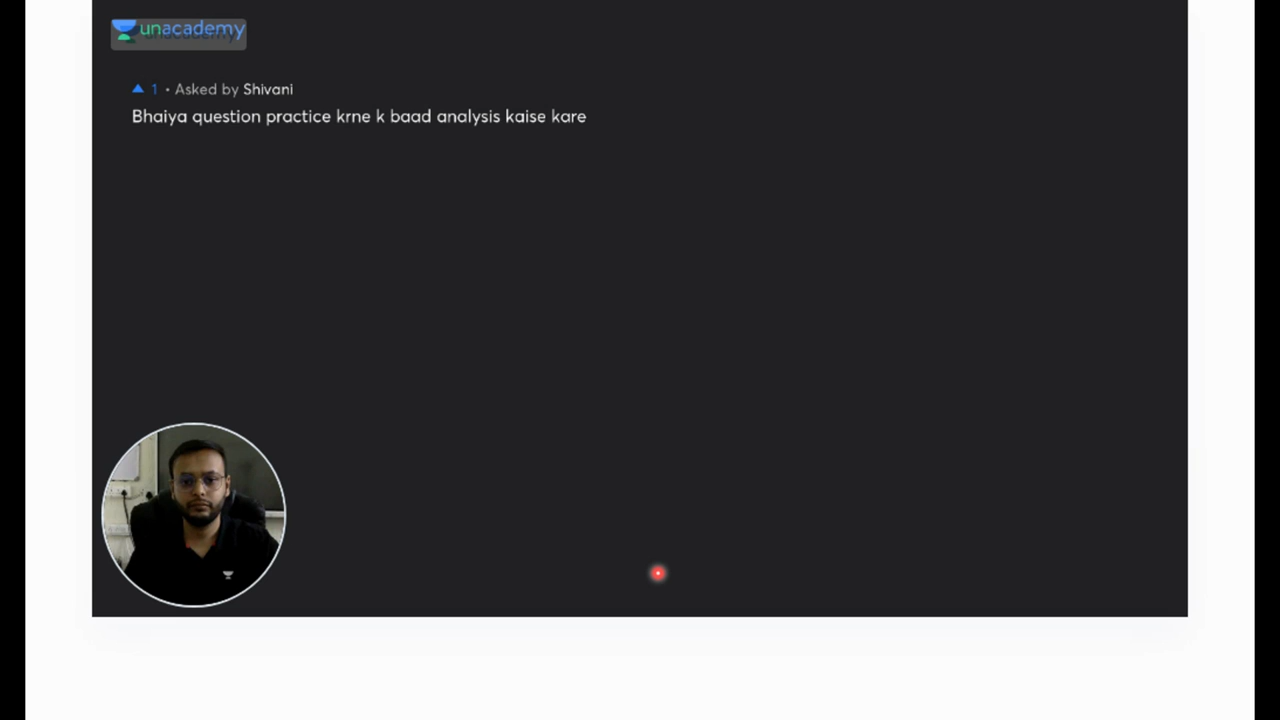 unacademy
1 • Asked by Shivani
Bhaiya question practice krne k baad analysis kaise kare